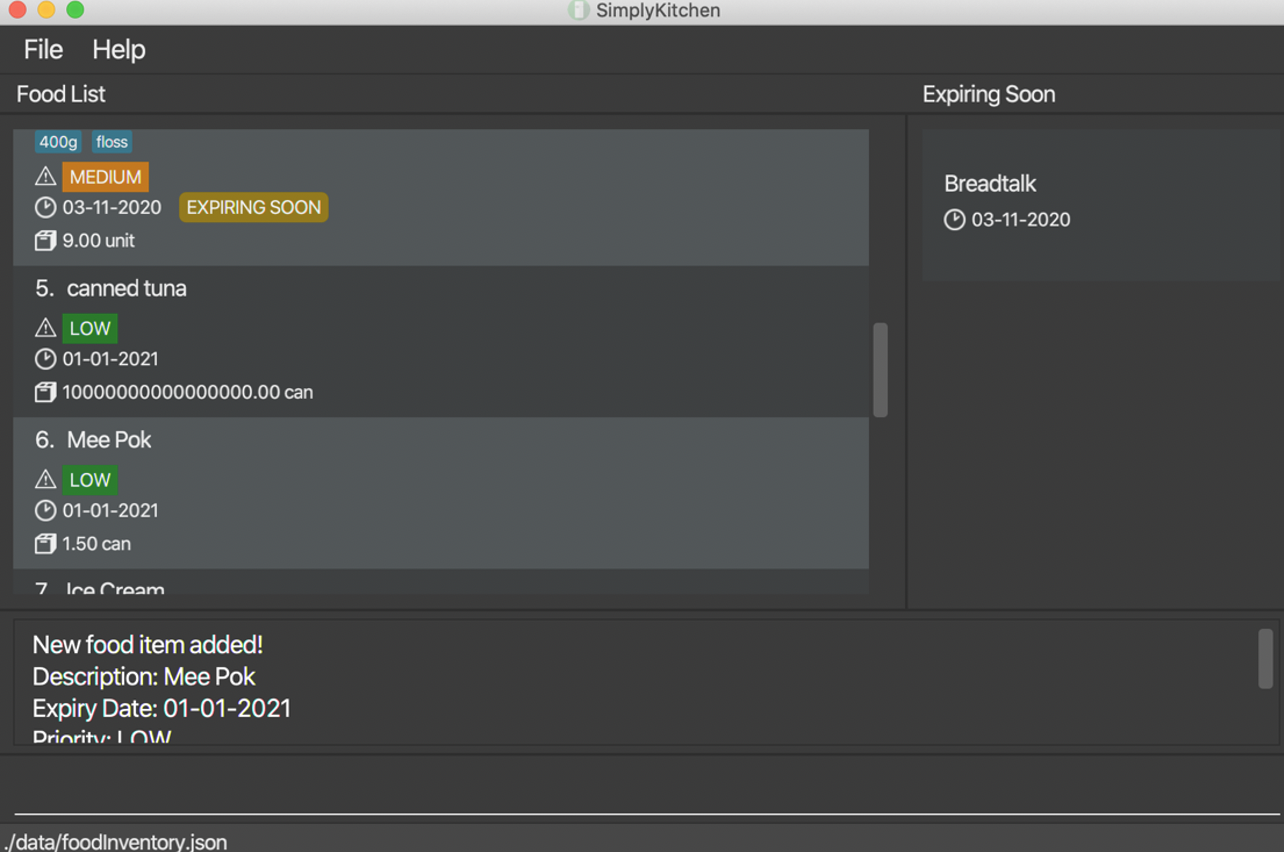 SimplyKitchen
File Help
Food List
400g floss
MEDIUM
03-11-2020 EXPIRING SOON
9.00 unit
5. canned tuna
LOW
01-01-2021
10000000000000000.00 can
6. Mee Pok
LOW
01-01-2021
1.50 can
7. Ice Cream
Expiring Soon
Breadtalk
03-11-2020
New food item added!
Description: Mee Pok
Expiry Date: 01-01-2021
Priority: LOW
./data/foodInventory.json